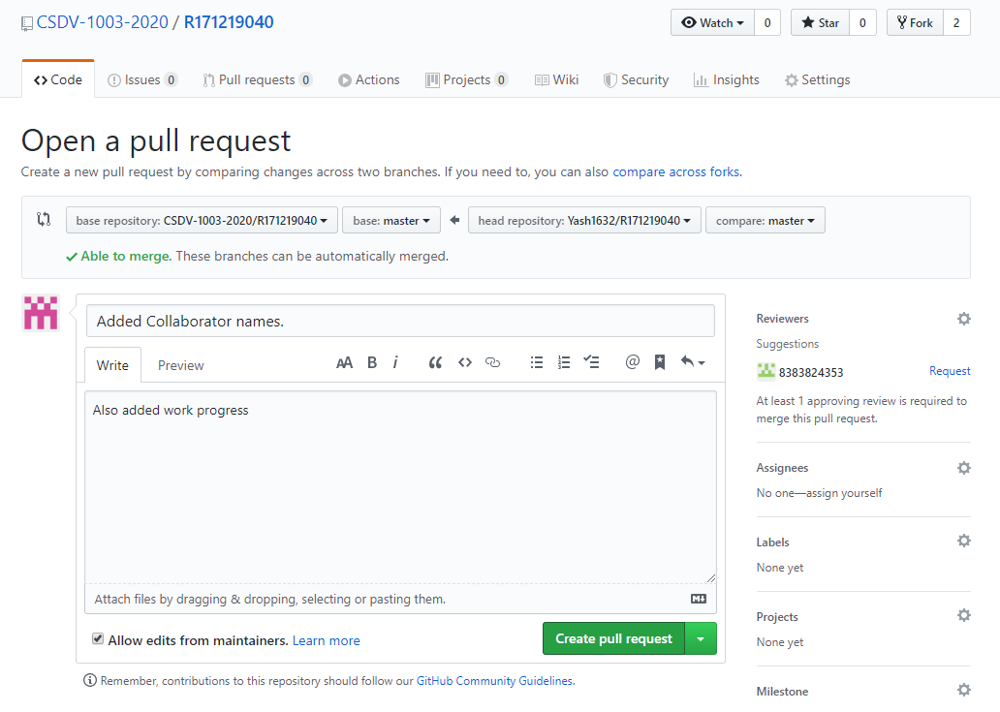 CSDV-1003-2020 / R171219040
Watch 0 Star 0 Fork 2
Code Issues 0 Pull requests 0 Actions Projects 0 Wiki Security Insights Settings
Open a pull request
Create a new pull request by comparing changes across two branches. If you need to, you can also compare across forks.
base repository: CSDV-1003-2020/R171219040 base: master head repository: Yash1632/R171219040 compare: master
Able to merge. These branches can be automatically merged.
Added Collaborator names.
Write Preview AA B i
Also added work progress
Attach files by dragging & dropping, selecting or pasting them.
Allow edits from maintainers. Learn more
Create pull request
Remember, contributions to this repository should follow our GitHub Community Guidelines.
Reviewers
Suggestions
8383824353 Request
At least 1 approving review is required to
merge this pull request.
Assignees
No one—assign yourself
Labels
None yet
Projects
None yet
Milestone